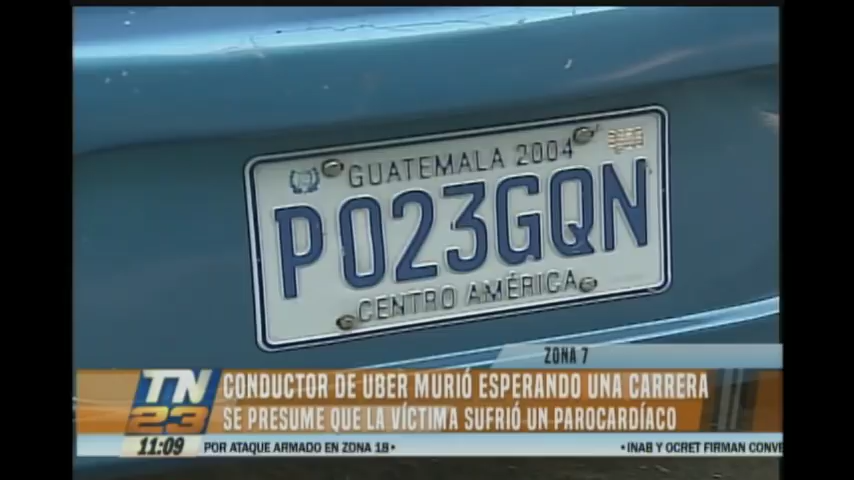 GUATEMALA 2004
P023GQN
CENTRO AMÉRICA
ZONA 7
CONDUCTOR DE UBER MURIÓ ESPERANDO UNA CARRERA
SE PRESUME QUE LA VÍCTIMA SUFRIÓ UN PAROCARDÍACO
TN
23
11:09
POR ATAQUE ARMADO EN ZONA 18• •INAB Y OCRET FIRMAN CONVE